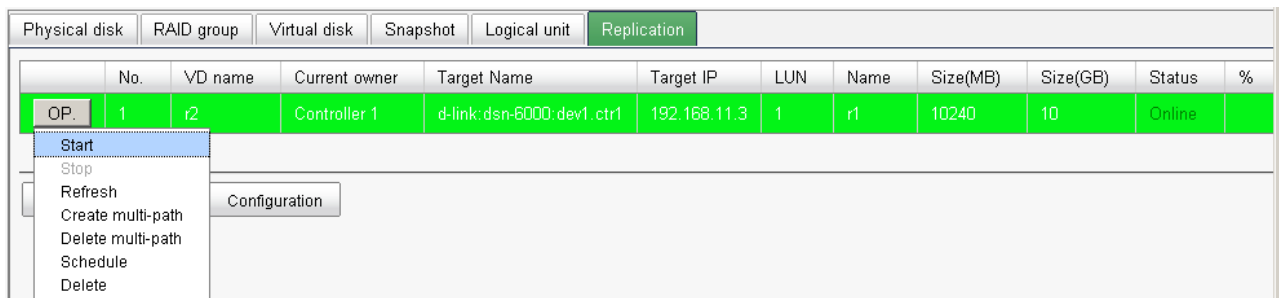 Physical disk RAID group Virtual disk Snapshot Logical unit Replication
No. VD name Current owner Target Name Target IP LUN Name Size(MB) Size(GB) Status %
OP. 1 r2 Controller 1 d-link:dsn-6000:dev1.ctr1 192.168.11.3 1 r1 10240 10 Online
Start
Stop
Refresh
Configuration
Create multi-path
Delete multi-path
Schedule
Delete